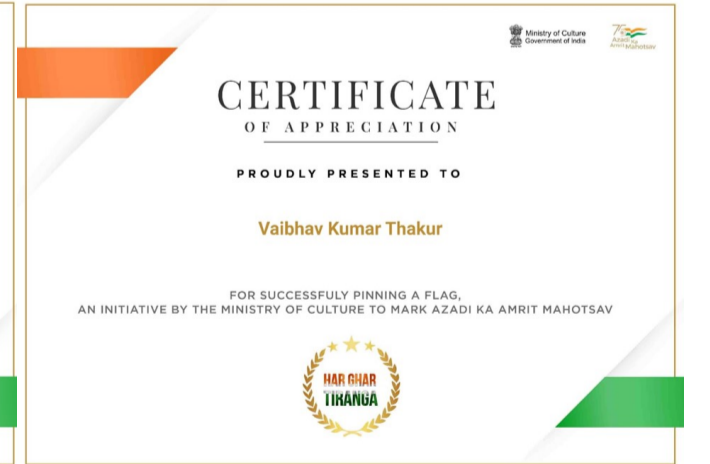 Ministry of Culture
Government of India
75
Azadi Ka
Amrit Mahotsav
CERTIFICATE
OF APPRECIATION
PROUDLY PRESENTED TO
Vaibhav Kumar Thakur
FOR SUCCESSFULY PINNING A FLAG,
AN INITIATIVE BY THE MINISTRY OF CULTURE TO MARK AZADI KA AMRIT MAHOTSAV
HAR GHAR
TIRANGA